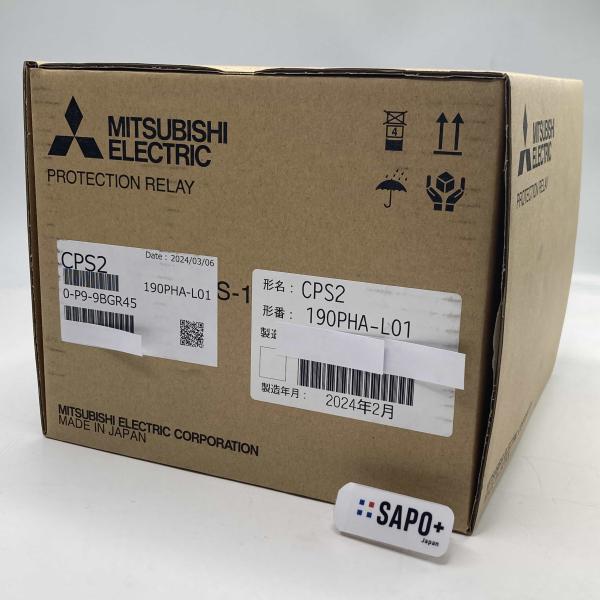 MITSUBISHI
ELECTRIC
PROTECTION RELAY
4
MITSUBISHI
ELECTRIC
PROTECTION RELAY
Date : 2024/03/06
CPS2
190PHA-L01
0-P9-9BGR45
S-1
形名: CPS2
形番: 190PHA-L01
製造年月: 2024年2月
MITSUBISHI ELECTRIC CORPORATION
MADE IN JAPAN
SAPO+
Japan